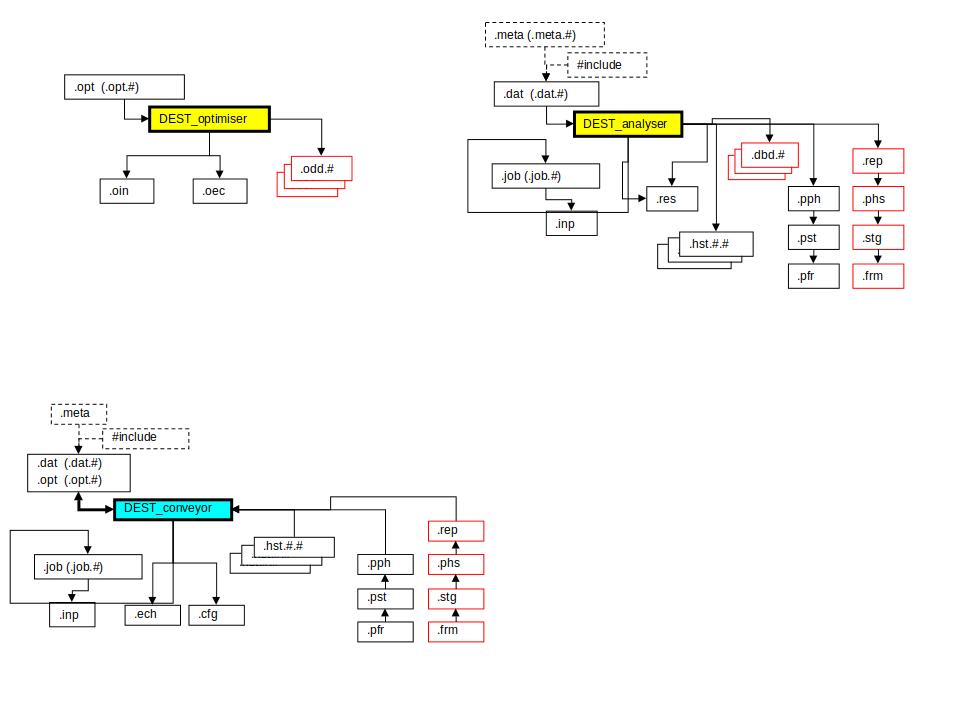 .opt (.opt.#)
DEST_optimiser
.odd.#
.oin
.oec
.meta (.meta.#)
#include
.dat (.dat.#)
DEST_analyser
.job (.job.#)
.inp
.res
.dbd.#
.hst.#.#
.pph
.pst
.pfr
.rep
.phs
.stg
.frm
.meta
#include
.dat (.dat.#)
.opt (.opt.#)
DEST_conveyor
.job (.job.#)
.inp
.ech
.cfg
.hst.#.#
.pph
.pst
.pfr
.rep
.phs
.stg
.frm